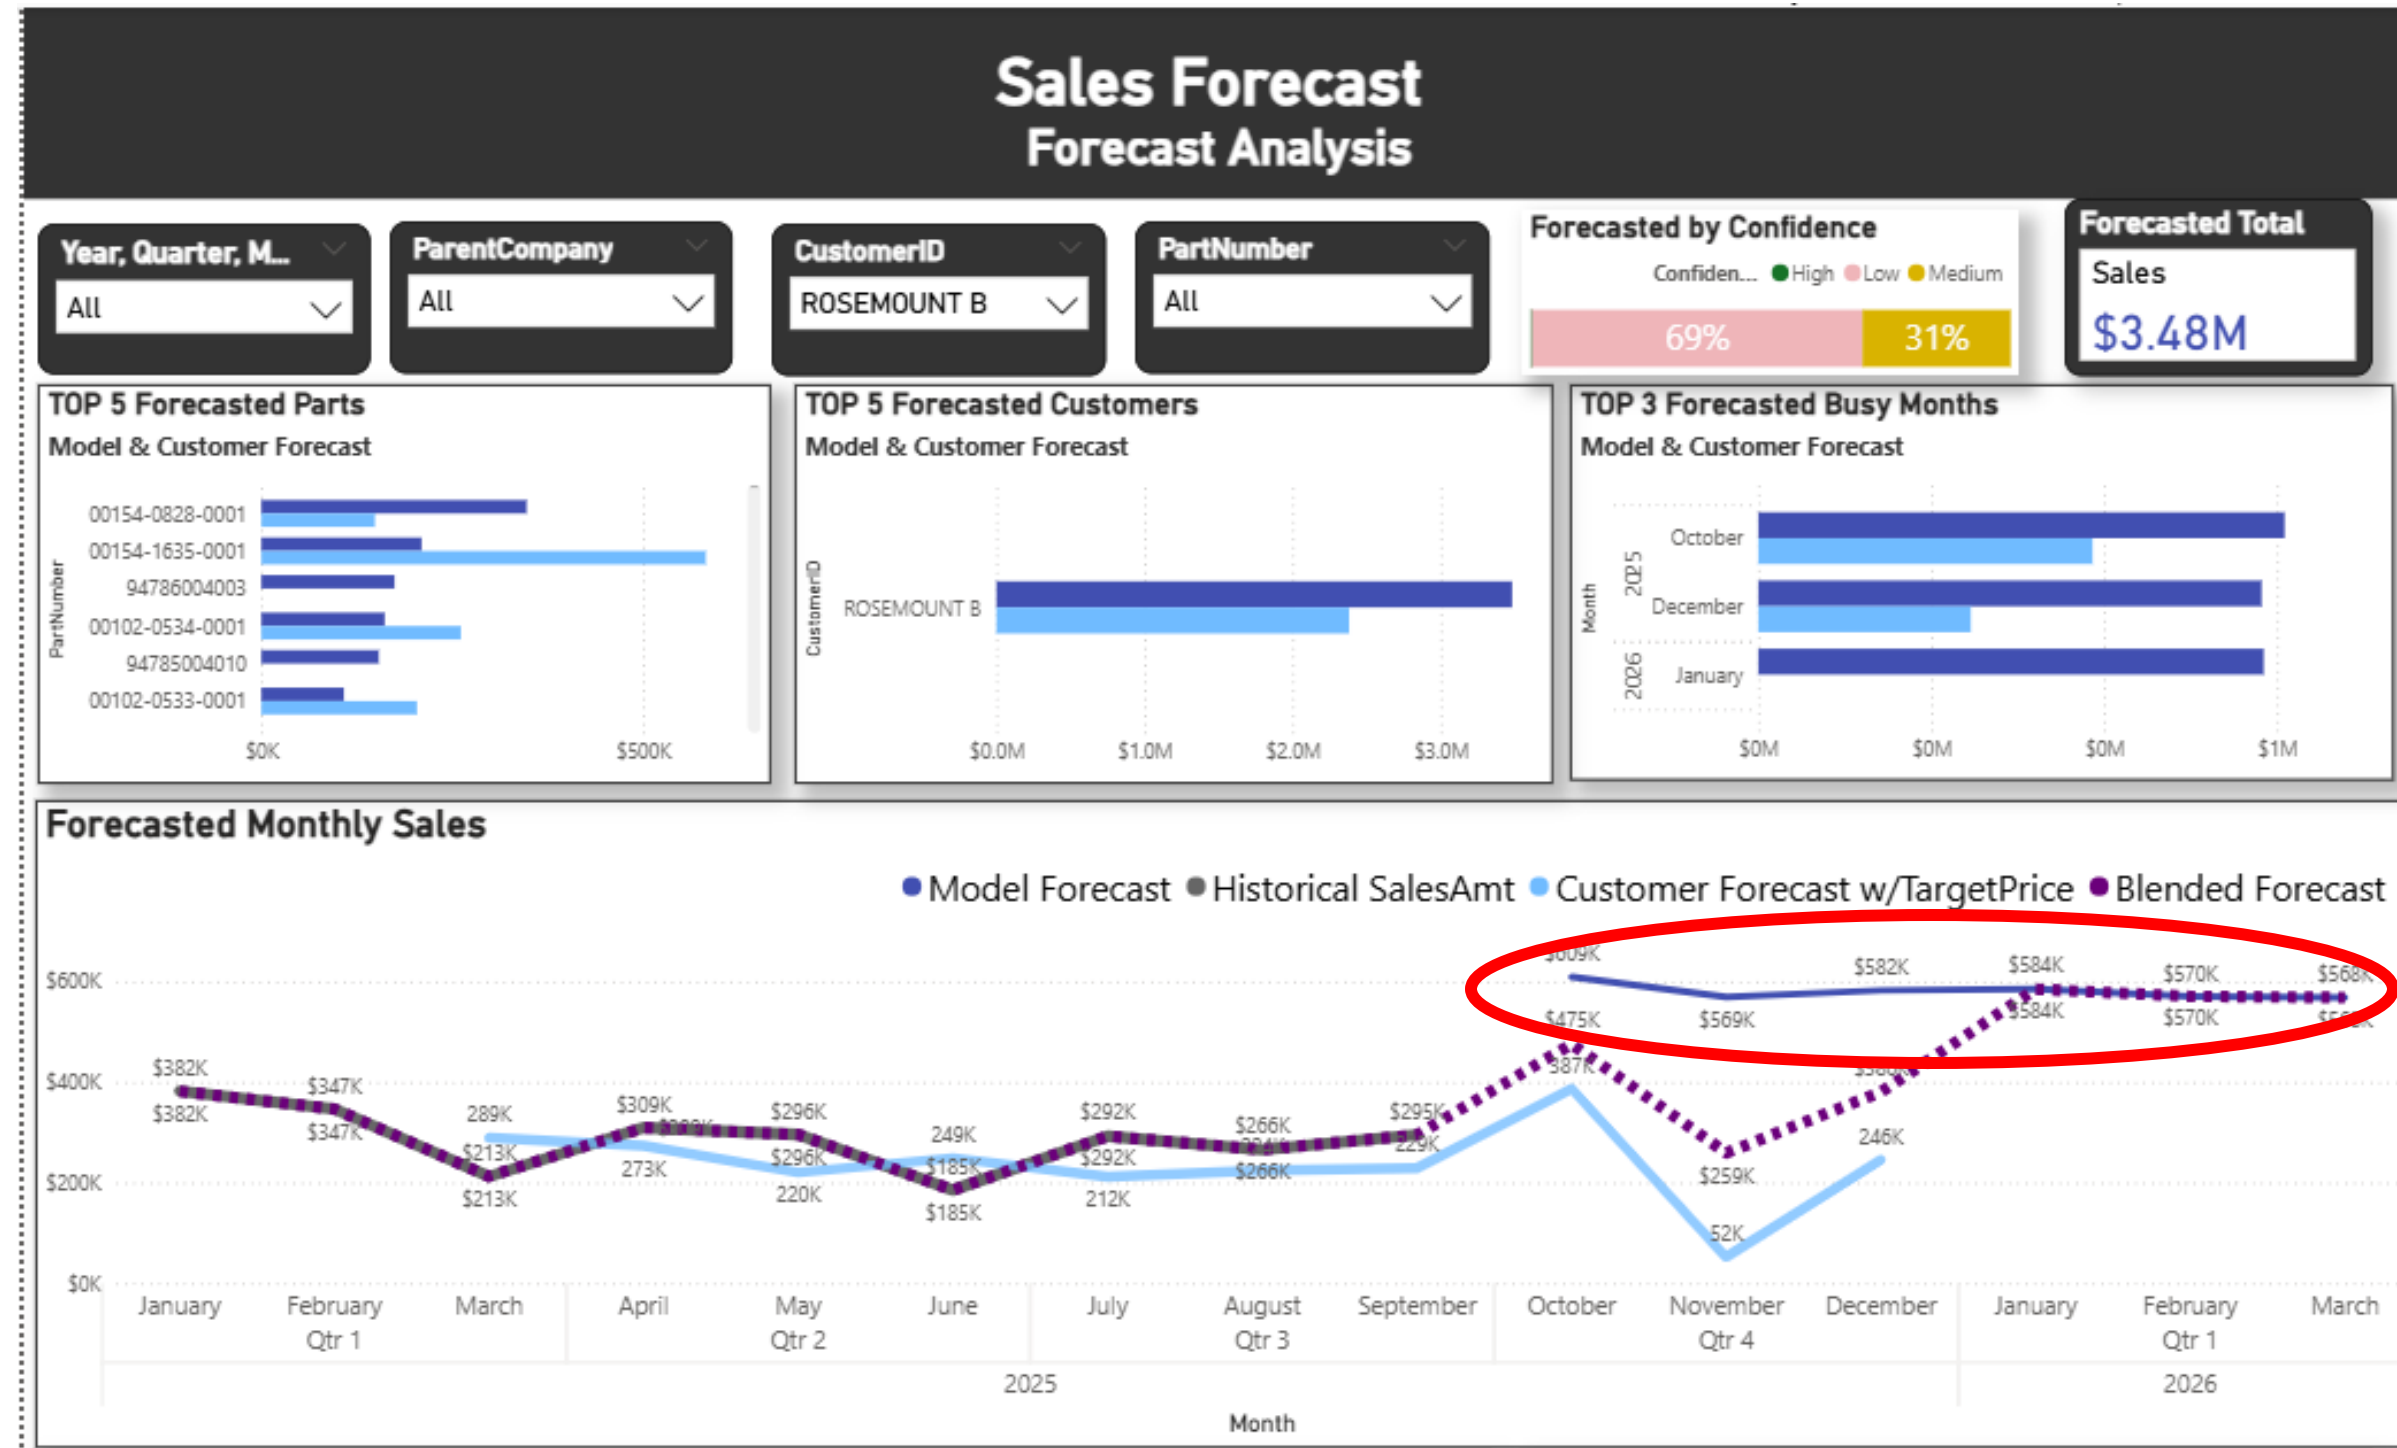 Sales Forecast
Forecast Analysis
Year, Quarter, M...
All
ParentCompany
All
CustomerID
ROSEMOUNT B
PartNumber
All
Forecasted by Confidence
Confiden... High Low Medium
69% 31%
Forecasted Total
Sales
$3.48M
TOP 5 Forecasted Parts
Model & Customer Forecast
PartNumber
00154-0828-0001
00154-1635-0001
94786004003
00102-0534-0001
94785004010
00102-0533-0001
$0K $500K
TOP 5 Forecasted Customers
Model & Customer Forecast
CustomerID
ROSEMOUNT B
$0.0M $1.0M $2.0M $3.0M
TOP 3 Forecasted Busy Months
Model & Customer Forecast
Month
2025
October
December
2026
January
$0M $0M $0M $1M
Forecasted Monthly Sales
Model Forecast Historical SalesAmt Customer Forecast w/TargetPrice Blended Forecast
$600K
$400K
$200K
$0K
$609K $582K $584K $570K $568K
$475K $569K $584K $570K
$382K $347K 289K $309K $296K 249K $292K $266K $295K 387K
$382K $347K $213K $296K $185K $292K 229K 246K
$213K 273K 220K $185K 212K $266K $259K
52K
January February March April May June July August September October November December January February March
Qtr 1 Qtr 2 Qtr 3 Qtr 4 Qtr 1
2025 2026
Month